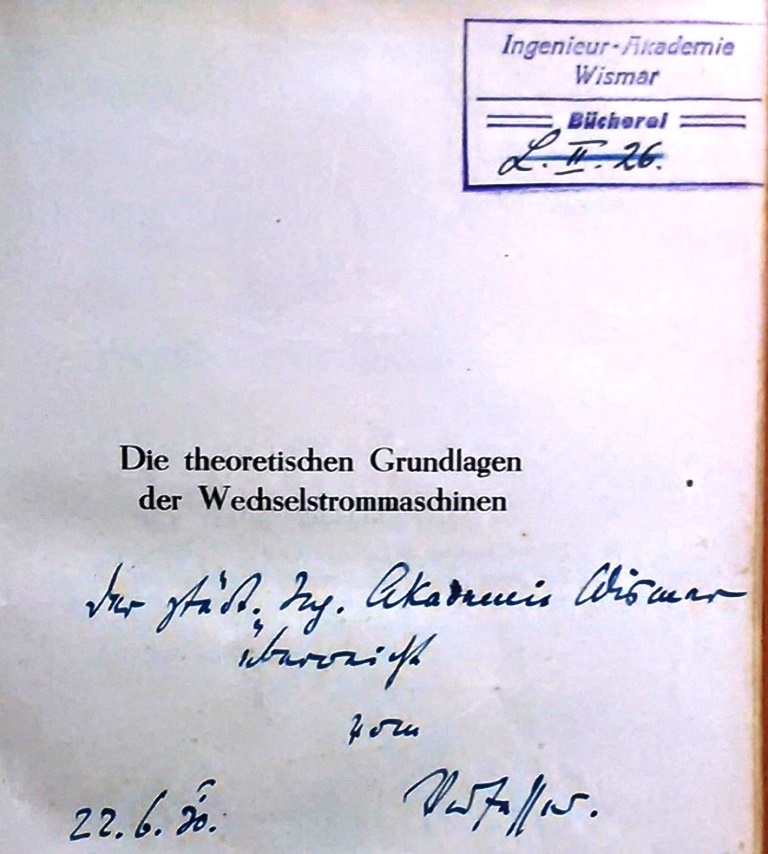 Ingenieur-Akademie
Wismar
Bücherei
L. II. 26.
Die theoretischen Grundlagen
der Wechselstrommaschinen
Der städt. Ing. Akademie Wismar
überreicht
vom
Verfasser.
22.6.30.